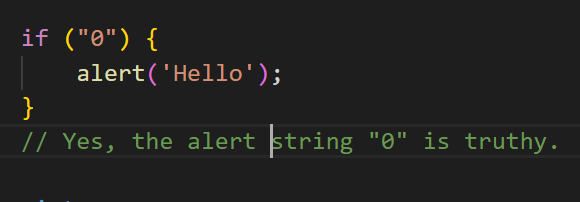 if ("0") {
    alert('Hello');
}
// Yes, the alert string "0" is truthy.